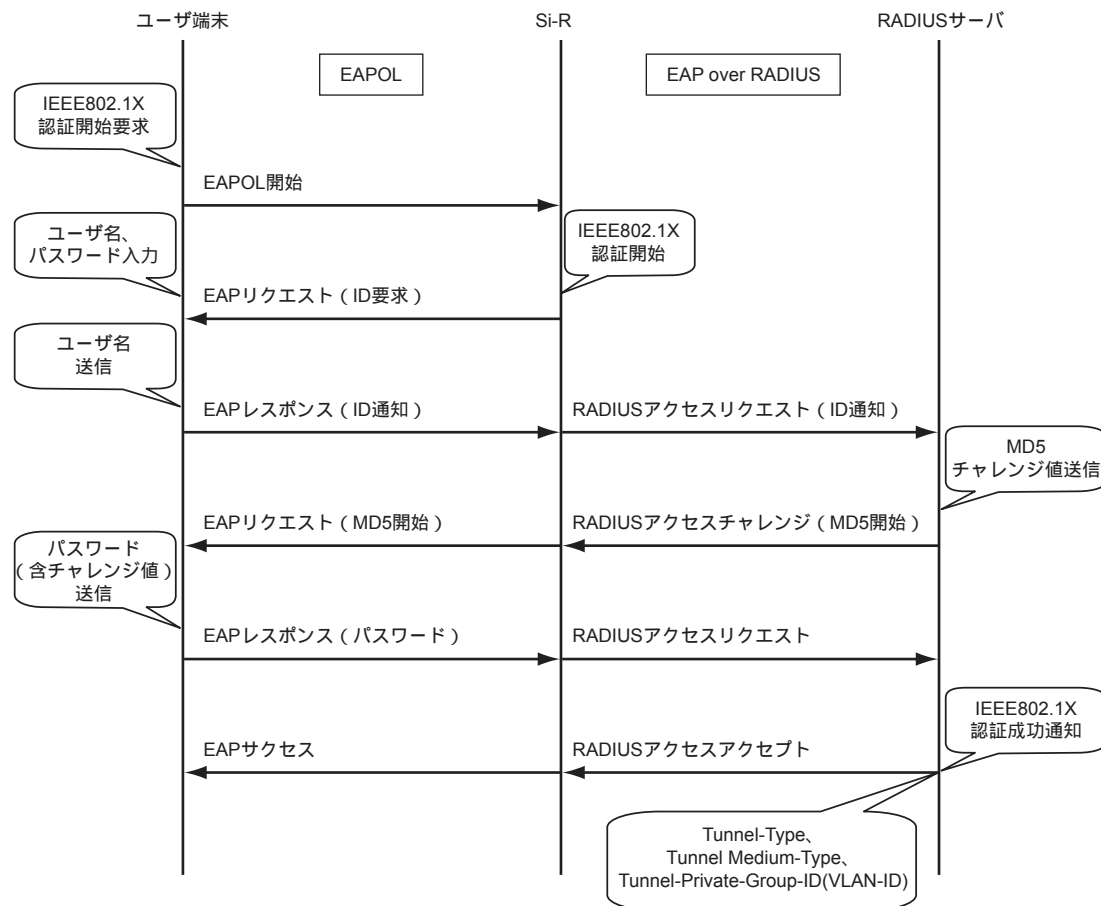 ユーザ端末
Si-R
RADIUSサーバ
EAPOL
EAP over RADIUS
IEEE802.1X
認証開始要求
EAPOL開始
ユーザ名、
パスワード入力
IEEE802.1X
認証開始
EAPリクエスト（ID要求）
ユーザ名
送信
EAPレスポンス（ID通知）
RADIUSアクセスリクエスト（ID通知）
MD5
チャレンジ値送信
EAPリクエスト（MD5開始）
RADIUSアクセスチャレンジ（MD5開始）
パスワード
（含チャレンジ値）
送信
EAPレスポンス（パスワード）
RADIUSアクセスリクエスト
IEEE802.1X
認証成功通知
EAPサクセス
RADIUSアクセスアクセプト
Tunnel-Type、
Tunnel Medium-Type、
Tunnel-Private-Group-ID(VLAN-ID)